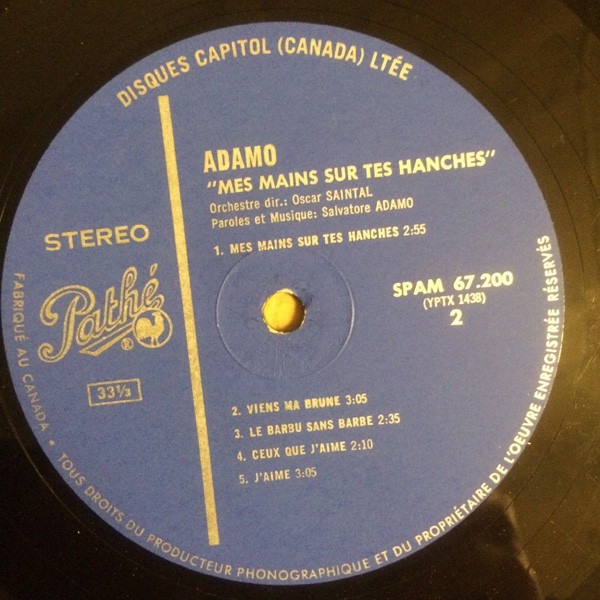 DISQUES CAPITOL (CANADA) LTÉE
ADAMO
"MES MAINS SUR TES HANCHES"
Orchestre dir.: Oscar SAINTAL
Paroles et Musique: Salvatore ADAMO
1. MES MAINS SUR TES HANCHES 2:55
STEREO
Pathé
®
33⅓
SPAM 67.200
(YPTX 1438)
2
2. VIENS MA BRUNE 3:05
3. LE BARBU SANS BARBE 2:35
4. CEUX QUE J'AIME 2:10
5. J'AIME 3:05
FABRIQUÉ AU CANADA • TOUS DROITS DU PRODUCTEUR PHONOGRAPHIQUE ET DU PROPRIÉTAIRE DE L'OEUVRE ENREGISTRÉE RÉSERVÉS